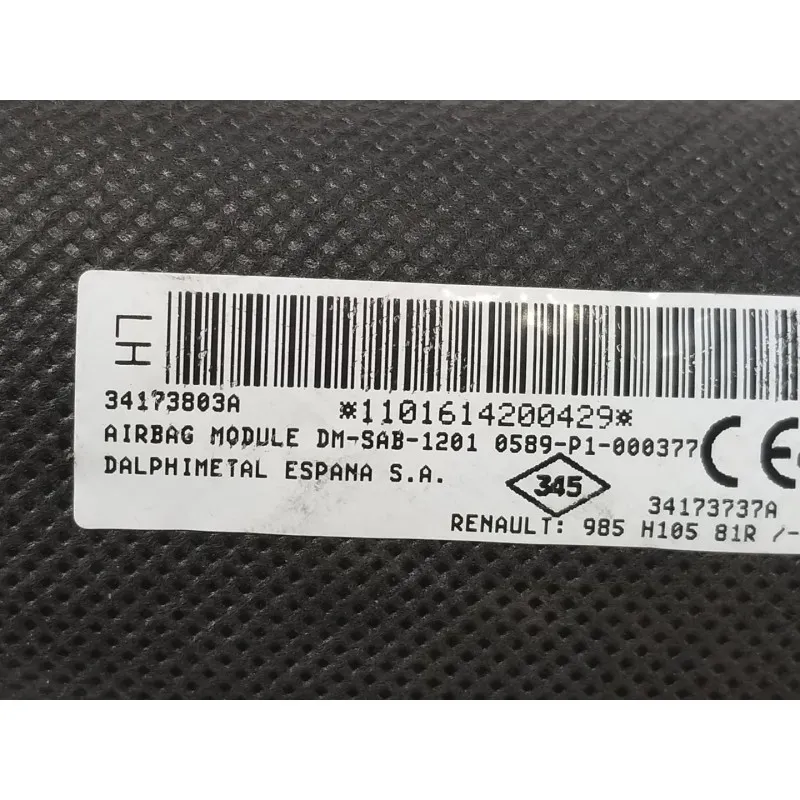 LH
34173803A *1101614200429*
AIRBAG MODULE DM-SAB-1201 0589-P1-000377 CE
DALPHIMETAL ESPANA S.A. 345 34173737A
RENAULT: 985 H105 81R /-